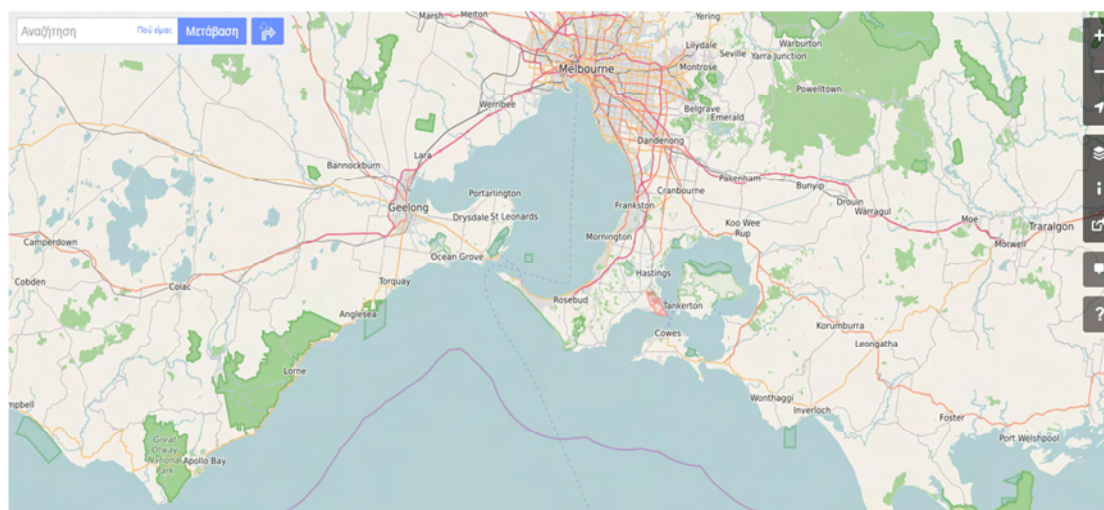 Αναζήτηση
Πού είμαι;
Μετάβαση
Marsh
Melton
Yering
Lilydale
Seville
Warburton
Yarra Junction
Melbourne
Montrose
Powelltown
Werribee
Belgrave
Emerald
Dandenong
Lara
Bannockburn
Pakenham
Bunyip
Portarlington
Cranbourne
Drouin
Warragul
Geelong
Drysdale
St Leonards
Frankston
Koo Wee
Rup
Moe
Traralgon
Camperdown
Mornington
Morwell
Ocean Grove
Hastings
Cobden
Colac
Torquay
Rosebud
Tankerton
Anglesea
Cowes
Korumburra
Leongatha
Lorne
Wonthaggi
Inverloch
mpbell
Foster
Port Welshpool
Great
Otway
National
Park
Apollo Bay